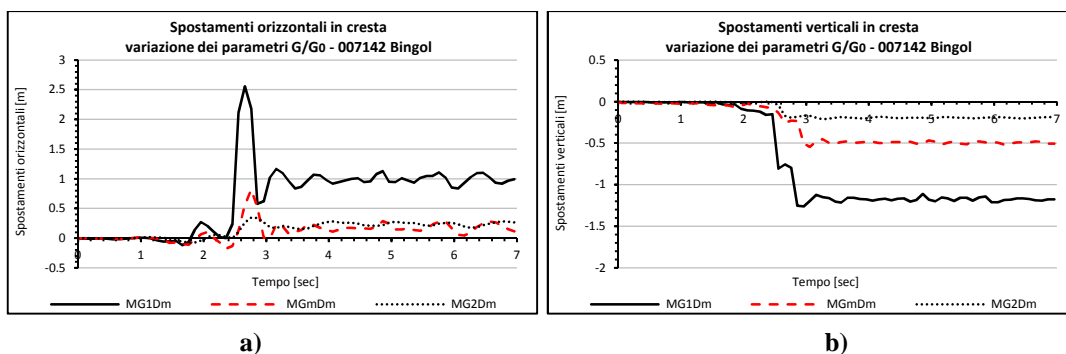 Spostamenti orizzontali in cresta
variazione dei parametri G/G0 - 007142 Bingol
Spostamenti orizzontali [m]
3
2.5
2
1.5
1
0.5
0
-0.5
0 1 2 3 4 5 6 7
Tempo [sec]
MG1Dm MGmDm MG2Dm
a)
Spostamenti verticali in cresta
variazione dei parametri G/G0 - 007142 Bingol
Spostamenti verticali [m]
0.5
0
-0.5
-1
-1.5
-2
0 1 2 3 4 5 6 7
Tempo [sec]
MG1Dm MGmDm MG2Dm
b)